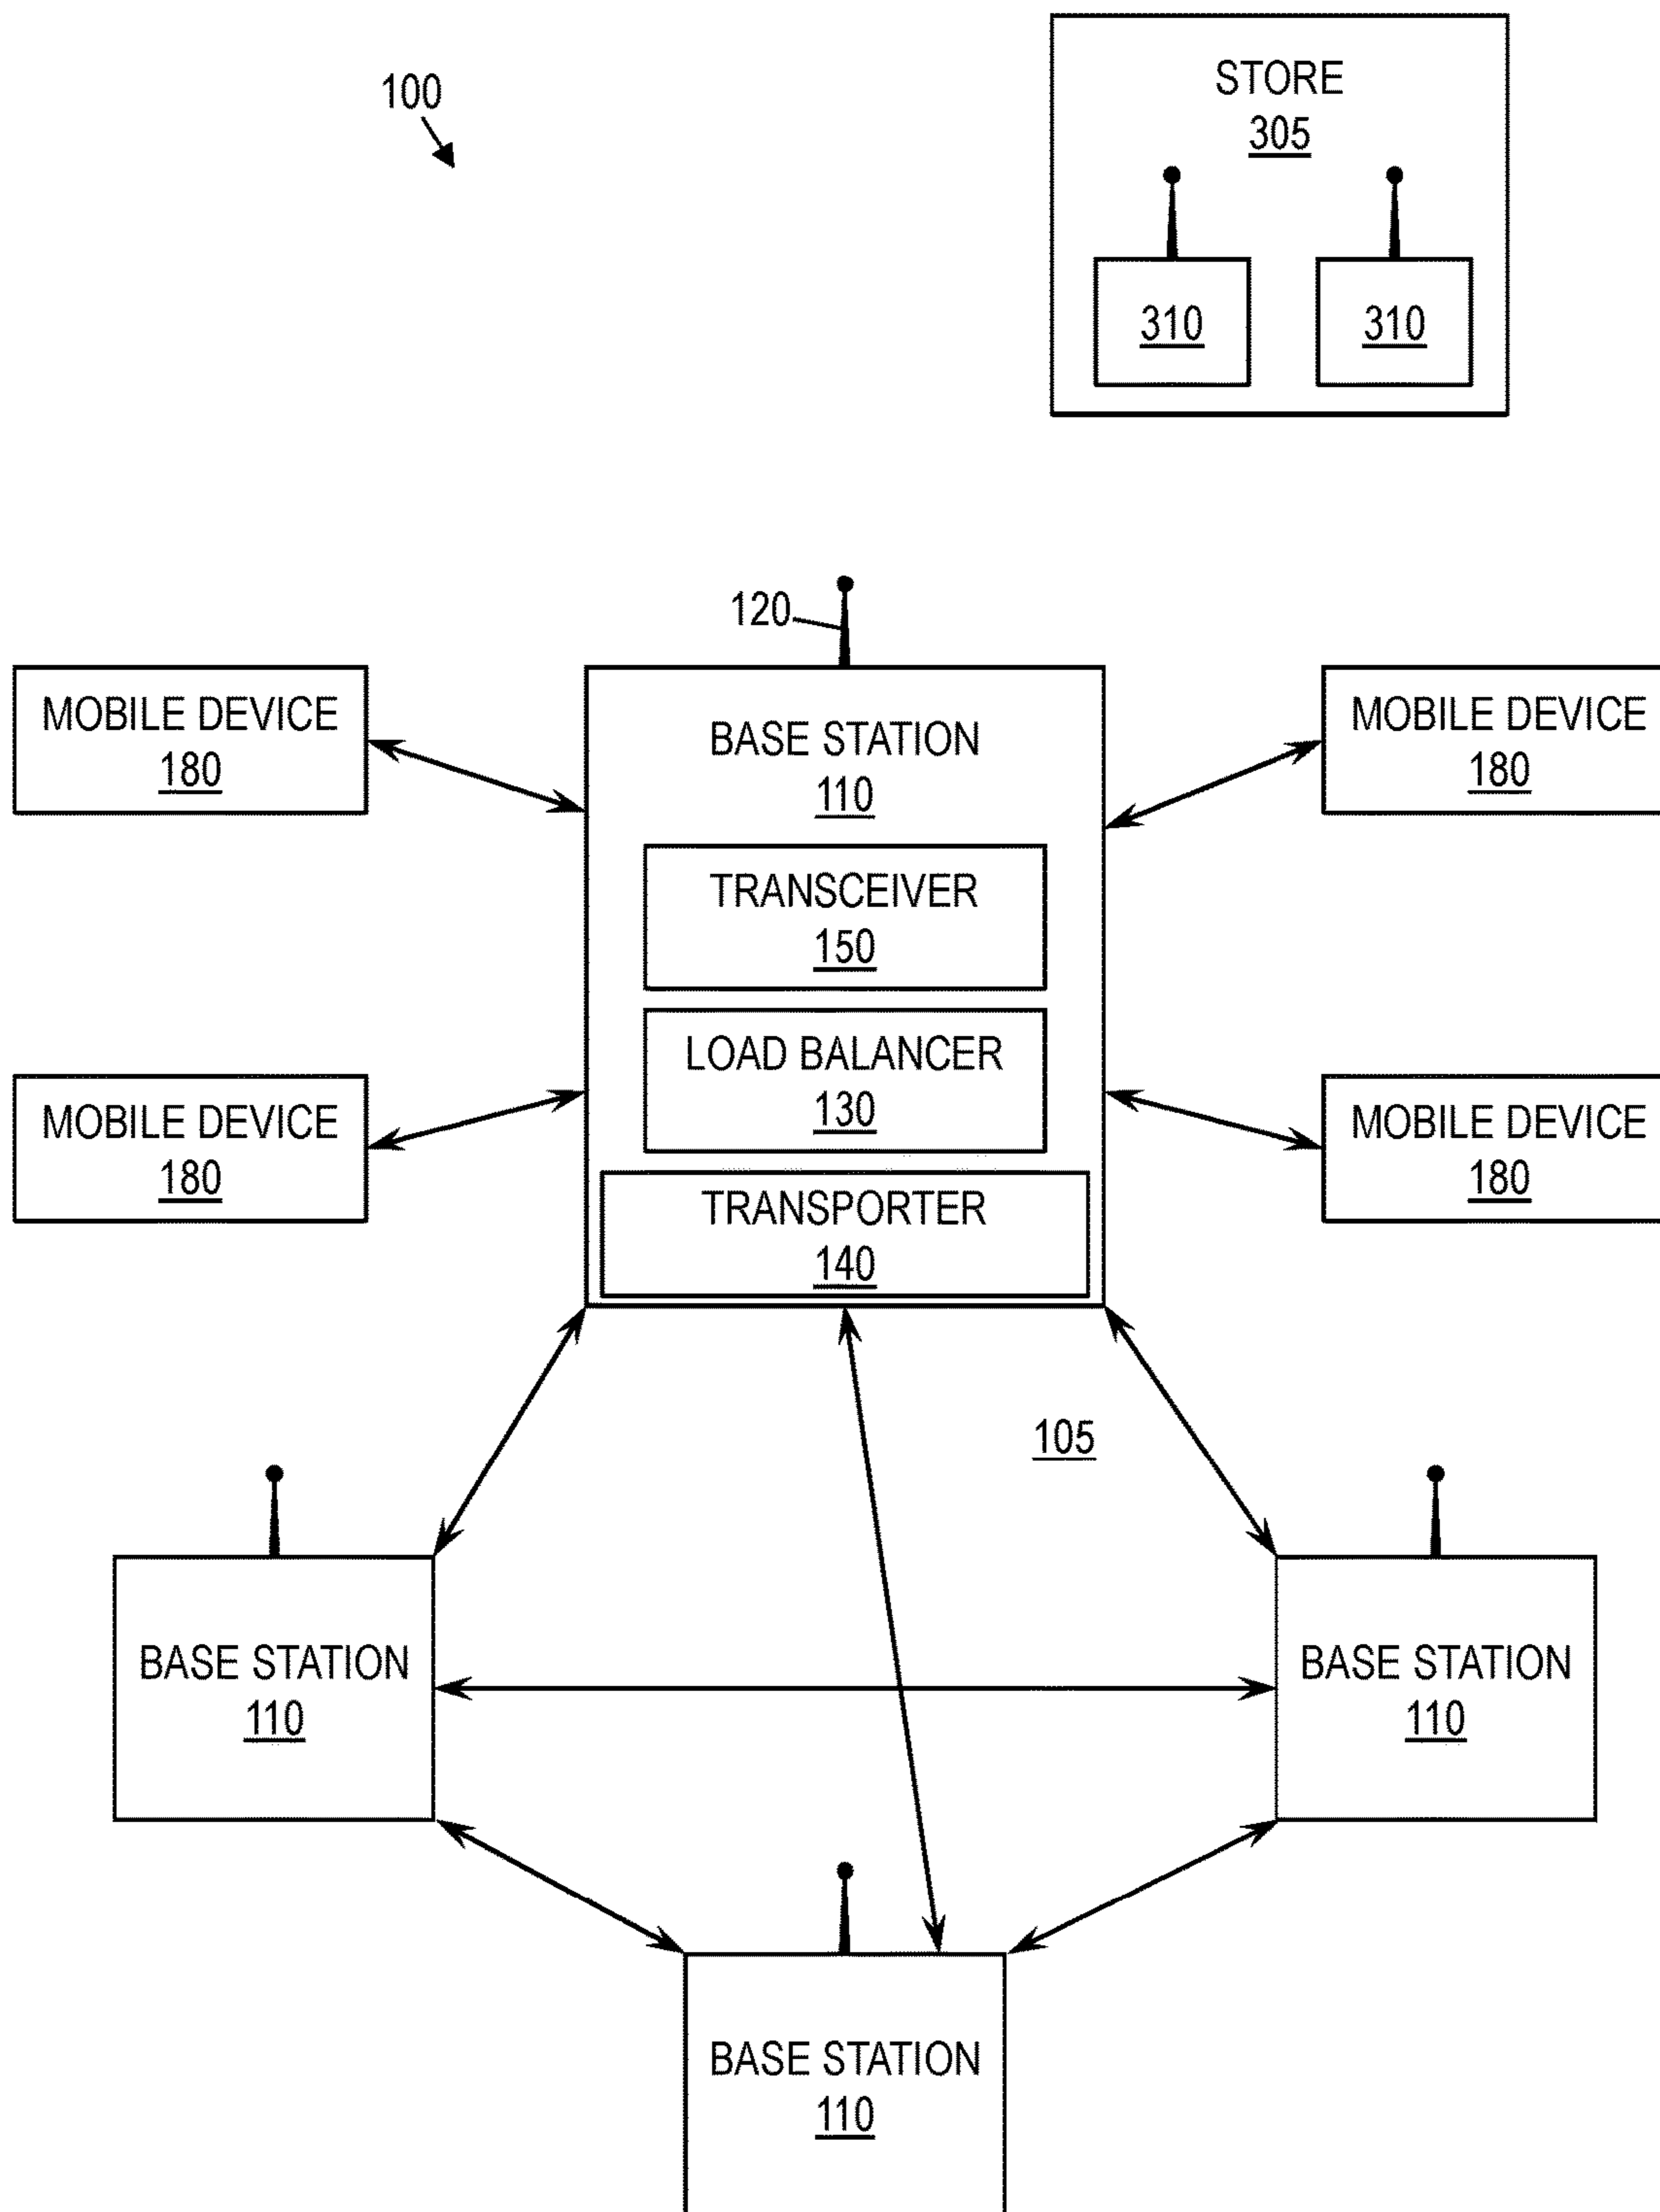 100
STORE
305
310
310
120
MOBILE DEVICE
180
BASE STATION
110
MOBILE DEVICE
180
TRANSCEIVER
150
LOAD BALANCER
130
MOBILE DEVICE
180
MOBILE DEVICE
180
TRANSPORTER
140
105
BASE STATION
110
BASE STATION
110
BASE STATION
110